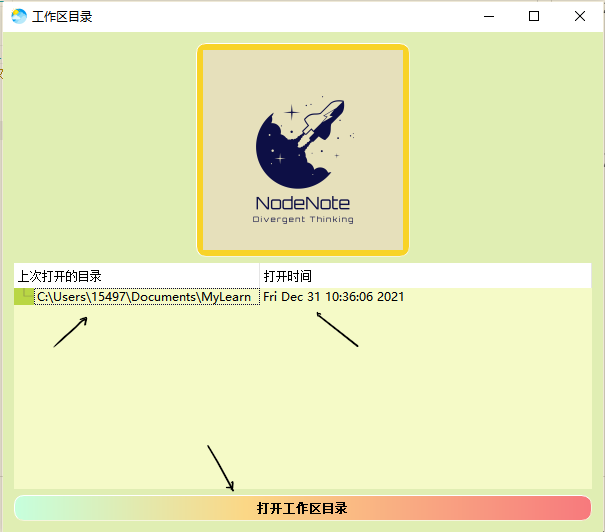 工作区目录
NodeNote
Divergent Thinking
上次打开的目录 打开时间
C:\Users\15497\Documents\MyLearn Fri Dec 31 10:36:06 2021
打开工作区目录